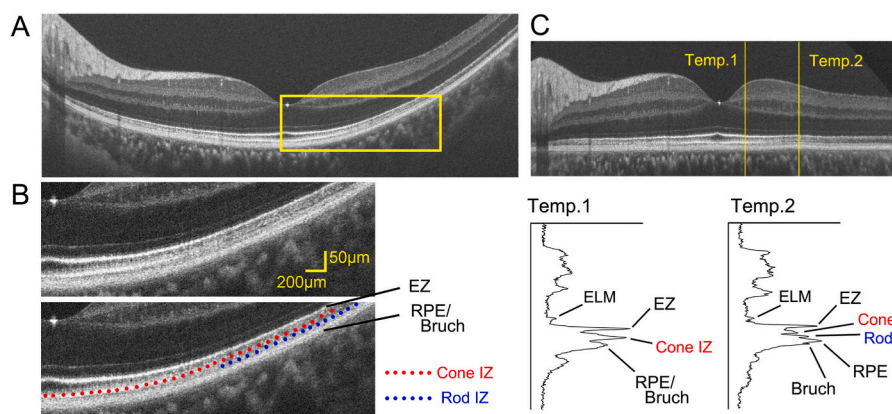 A
C
Temp.1
Temp.2
B
50μm
200μm
EZ
RPE/
Bruch
Cone IZ
Rod IZ
Temp.1
ELM
EZ
Cone IZ
RPE/
Bruch
Temp.2
ELM
EZ
Cone
Rod
RPE
Bruch